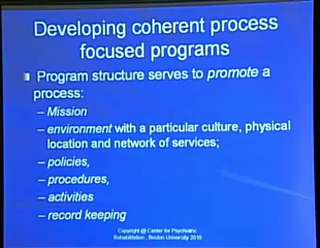 Developing coherent process
focused programs
Program structure serves to promote a
process:
– Mission
– environment with a particular culture, physical
location and network of services;
– policies,
– procedures,
– activities
– record keeping
Copyright @ Center for Psychiatric
Rehabilitation , Boston University 2010